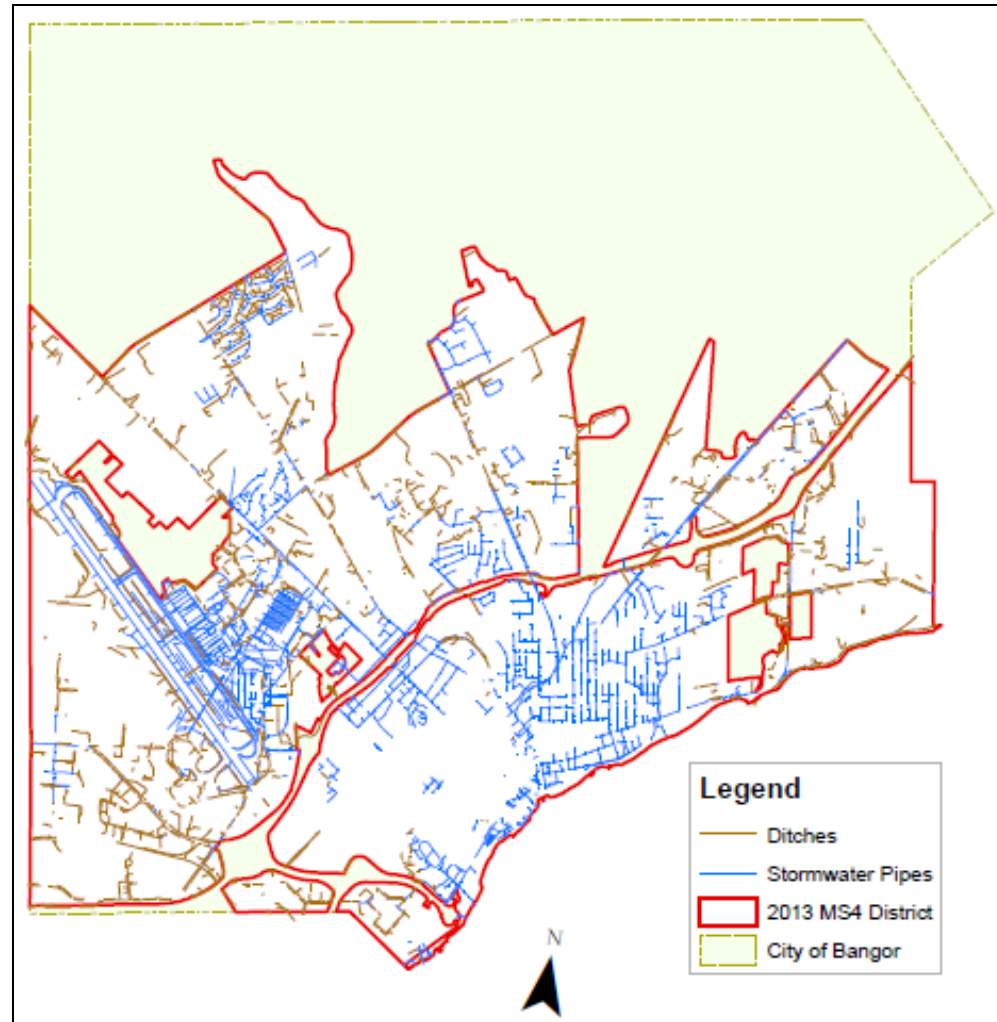 N
Legend
Ditches
Stormwater Pipes
2013 MS4 District
City of Bangor